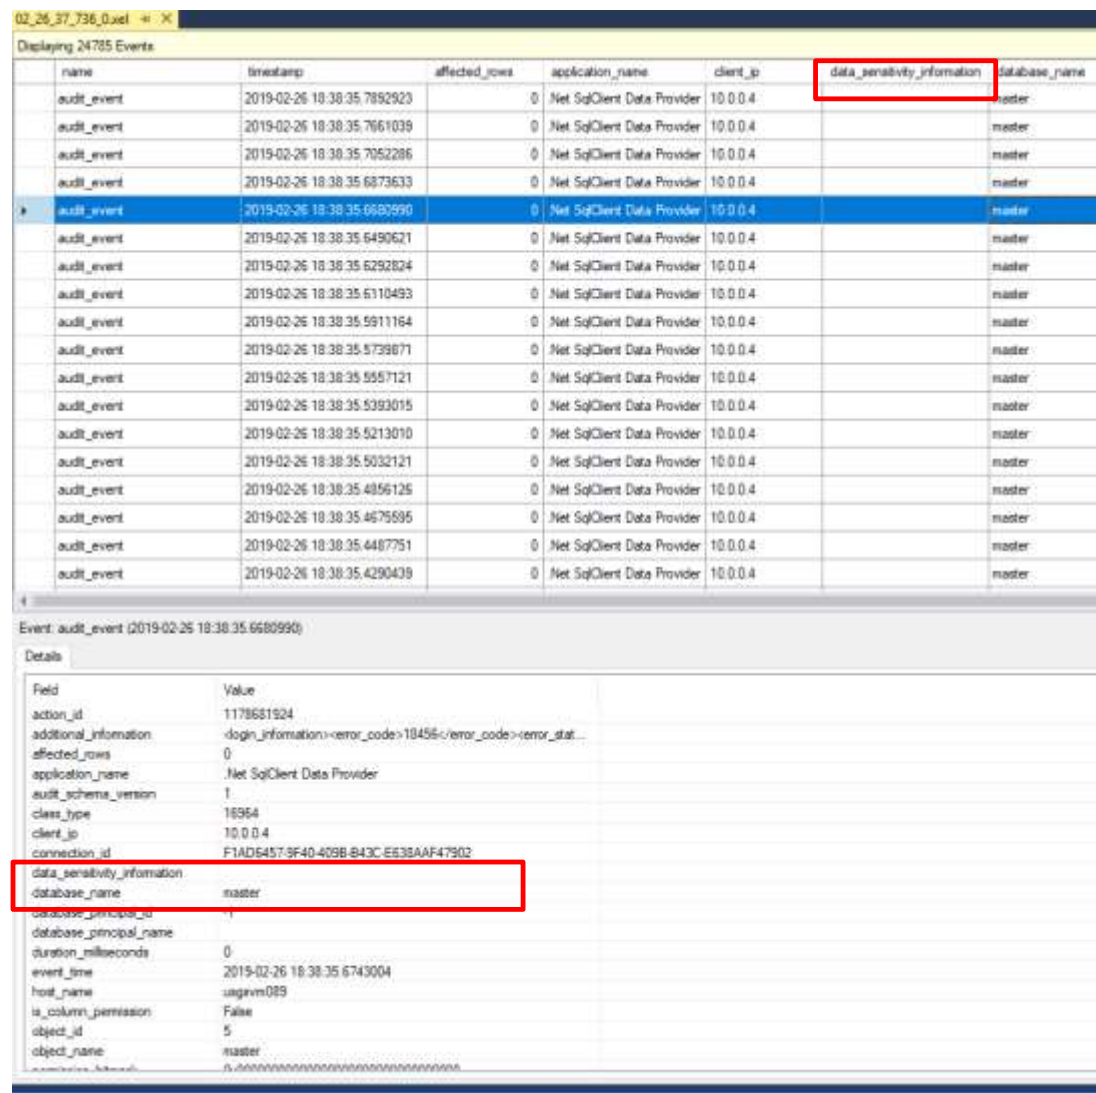 02_26_37_736_0.xel
Displaying 24785 Events
name timestamp affected_rows application_name client_ip data_sensitivity_information database_name
audit_event 2019-02-26 18:38:35.7892923 0 .Net SqlClient Data Provider 10.0.0.4 master
audit_event 2019-02-26 18:38:35.7661039 0 .Net SqlClient Data Provider 10.0.0.4 master
audit_event 2019-02-26 18:38:35.7052286 0 .Net SqlClient Data Provider 10.0.0.4 master
audit_event 2019-02-26 18:38:35.6873633 0 .Net SqlClient Data Provider 10.0.0.4 master
audit_event 2019-02-26 18:38:35.6680990 0 .Net SqlClient Data Provider 10.0.0.4 master
audit_event 2019-02-26 18:38:35.6490621 0 .Net SqlClient Data Provider 10.0.0.4 master
audit_event 2019-02-26 18:38:35.6292824 0 .Net SqlClient Data Provider 10.0.0.4 master
audit_event 2019-02-26 18:38:35.6110493 0 .Net SqlClient Data Provider 10.0.0.4 master
audit_event 2019-02-26 18:38:35.5911164 0 .Net SqlClient Data Provider 10.0.0.4 master
audit_event 2019-02-26 18:38:35.5739871 0 .Net SqlClient Data Provider 10.0.0.4 master
audit_event 2019-02-26 18:38:35.5557121 0 .Net SqlClient Data Provider 10.0.0.4 master
audit_event 2019-02-26 18:38:35.5393015 0 .Net SqlClient Data Provider 10.0.0.4 master
audit_event 2019-02-26 18:38:35.5213010 0 .Net SqlClient Data Provider 10.0.0.4 master
audit_event 2019-02-26 18:38:35.5032121 0 .Net SqlClient Data Provider 10.0.0.4 master
audit_event 2019-02-26 18:38:35.4856126 0 .Net SqlClient Data Provider 10.0.0.4 master
audit_event 2019-02-26 18:38:35.4675595 0 .Net SqlClient Data Provider 10.0.0.4 master
audit_event 2019-02-26 18:38:35.4487751 0 .Net SqlClient Data Provider 10.0.0.4 master
audit_event 2019-02-26 18:38:35.4290439 0 .Net SqlClient Data Provider 10.0.0.4 master
Event: audit_event (2019-02-26 18:38:35.6680990)
Details
Field Value
action_id 1178681924
additional_information <login_information><error_code>18456</error_code><error_stat...
affected_rows 0
application_name .Net SqlClient Data Provider
audit_schema_version 1
class_type 16964
client_ip 10.0.0.4
connection_id F1AD6457-9F40-409B-B43C-E638AAF47902
data_sensitivity_information
database_name master
database_principal_id -1
database_principal_name
duration_milliseconds 0
event_time 2019-02-26 18:38:35.6743004
host_name
is_column_permission False
object_id 5
object_name master